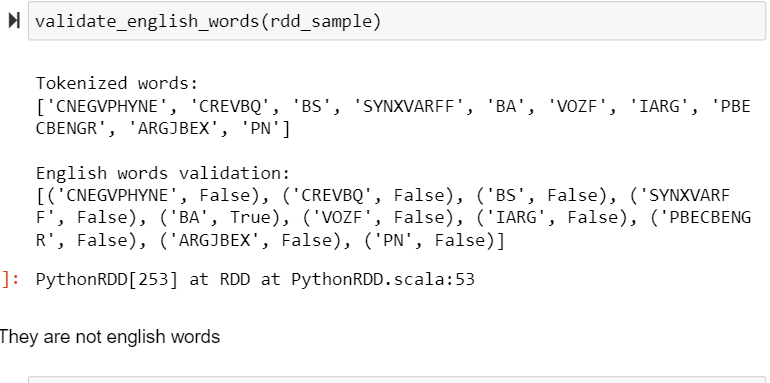 validate_english_words(rdd_sample)
Tokenized words:
['CNEGVPHYNE', 'CREVBQ', 'BS', 'SYNXVARFF', 'BA', 'VOZF', 'IARG', 'PBE
CBENGR', 'ARGJBEX', 'PN']
English words validation:
[('CNEGVPHYNE', False), ('CREVBQ', False), ('BS', False), ('SYNXVARF
F', False), ('BA', True), ('VOZF', False), ('IARG', False), ('PBECBENG
R', False), ('ARGJBEX', False), ('PN', False)]
]: PythonRDD[253] at RDD at PythonRDD.scala:53
They are not english words